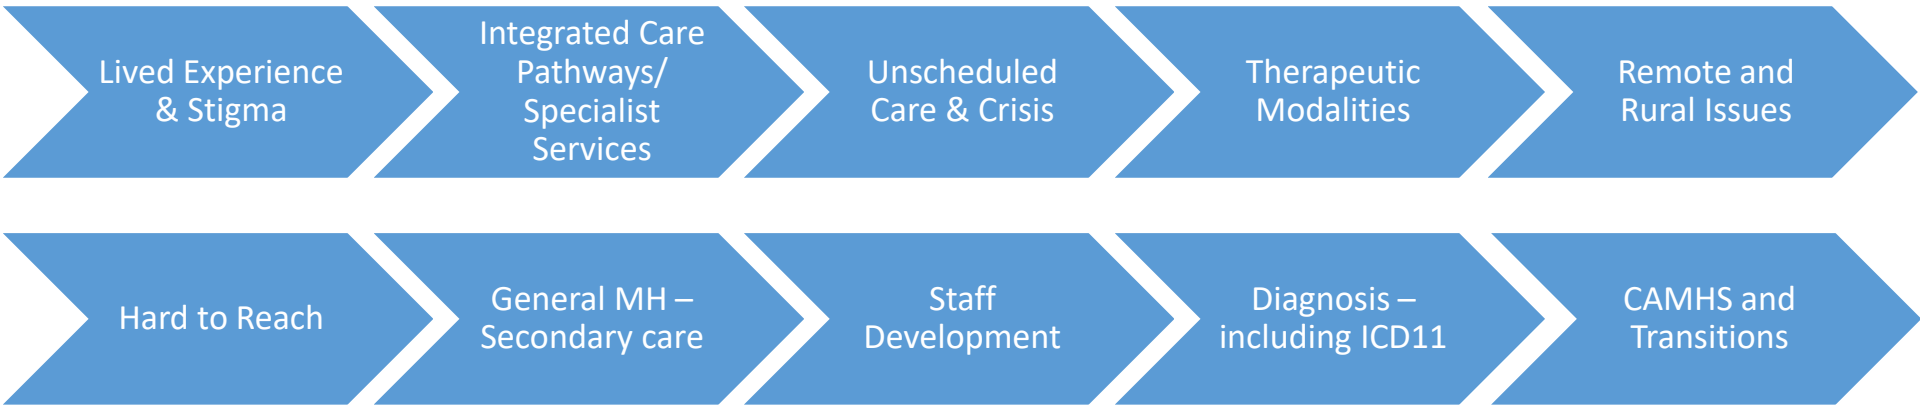 Lived Experience
& Stigma
Integrated Care
Pathways/
Specialist
Services
Unscheduled
Care & Crisis
Therapeutic
Modalities
Remote and
Rural Issues
Hard to Reach
General MH –
Secondary care
Staff
Development
Diagnosis –
including ICD11
CAMHS and
Transitions